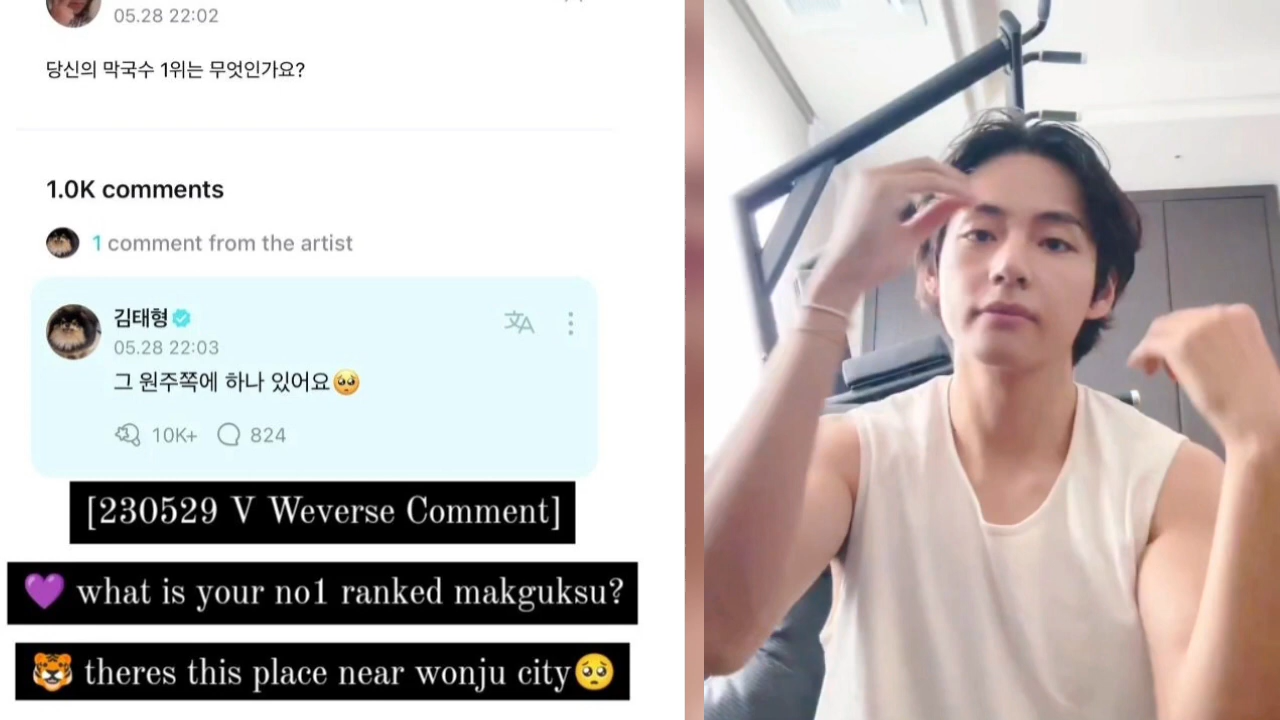 05.28 22:02
당신의 막국수 1위는 무엇인가요?
1.0K comments
1 comment from the artist
김태형
05.28 22:03
그 원주쪽에 하나 있어요🥺
10K+ 824
[230529 V Weverse Comment]
💜 what is your no1 ranked makguksu?
🐯 theres this place near wonju city🥺